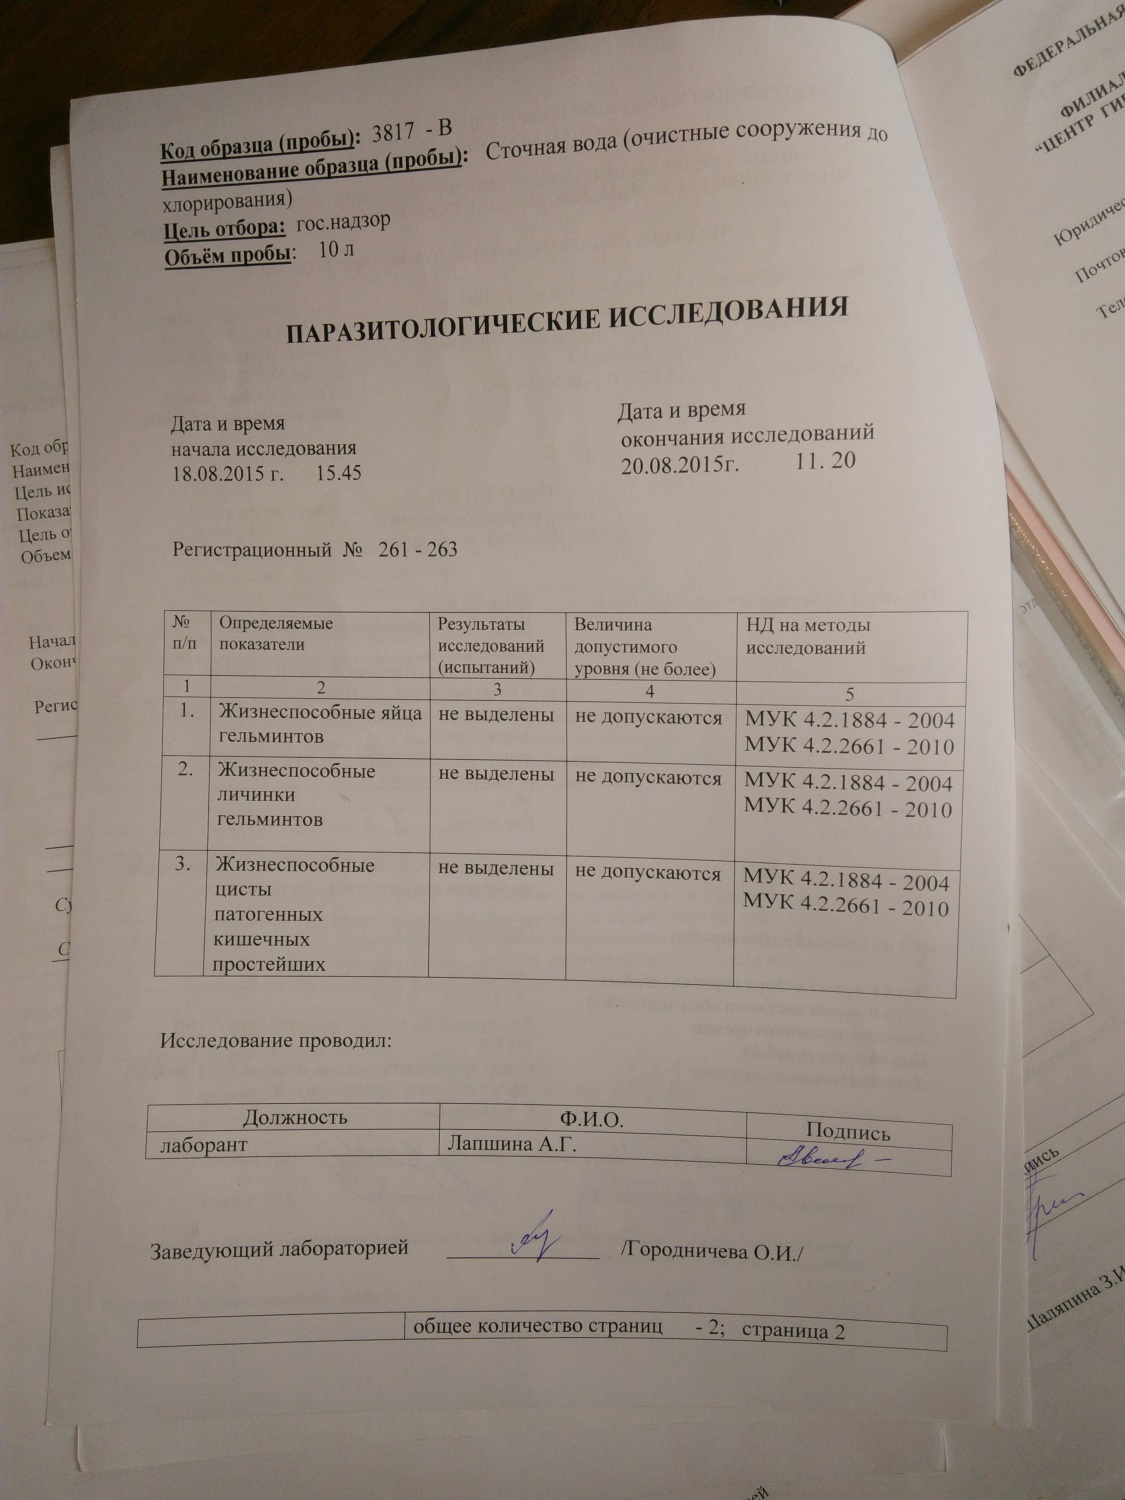 Код образца (пробы): 3817 - В
Наименование образца (пробы): Сточная вода (очистные сооружения до
хлорирования)
Цель отбора: гос.надзор
Объём пробы: 10 л
ПАРАЗИТОЛОГИЧЕСКИЕ ИССЛЕДОВАНИЯ
Дата и время
начала исследования
18.08.2015 г. 15.45
Дата и время
окончания исследований
20.08.2015г. 11. 20
Регистрационный № 261 - 263
№ п/п Определяемые показатели Результаты исследований (испытаний) Величина допустимого уровня (не более) НД на методы исследований
1 2 3 4 5
1. Жизнеспособные яйца гельминтов не выделены не допускаются МУК 4.2.1884 - 2004 МУК 4.2.2661 - 2010
2. Жизнеспособные личинки гельминтов не выделены не допускаются МУК 4.2.1884 - 2004 МУК 4.2.2661 - 2010
3. Жизнеспособные цисты патогенных кишечных простейших не выделены не допускаются МУК 4.2.1884 - 2004 МУК 4.2.2661 - 2010
Исследование проводил:
Должность Ф.И.О. Подпись
лаборант Лапшина А.Г.
Заведующий лабораторией /Городничева О.И./
общее количество страниц - 2; страница 2
ФЕДЕРАЛЬНАЯ
ФИЛИАЛ
"ЦЕНТР ГИГ
Юридичес
Почтов
Теле
Код обр
Наимен
Цель ис
Показа
Цель о
Объем
Начал
Оконч
Регис
Шаляпина З.И